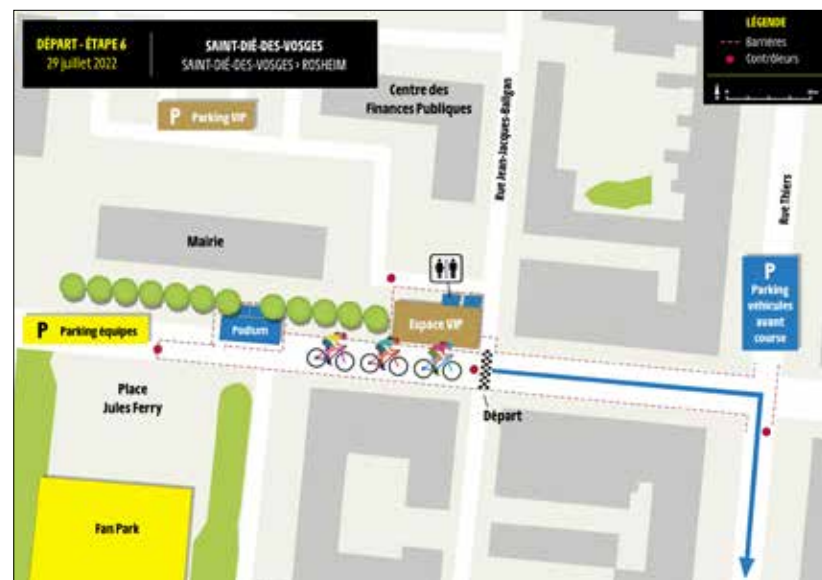 DÉPART - ÉTAPE 6
29 juillet 2022
SAINT-DIÉ-DES-VOSGES
SAINT-DIÉ-DES-VOSGES › ROSHEIM
LÉGENDE
Barrières
Contrôleurs
Centre des
Finances Publiques
Rue Jean-Jacques-Baligan
Rue Thiers
P Parking VIP
Mairie
P
Parking
véhicules
avant
course
P Parking équipes
Podium
Espace VIP
Départ
Place
Jules Ferry
Fan Park